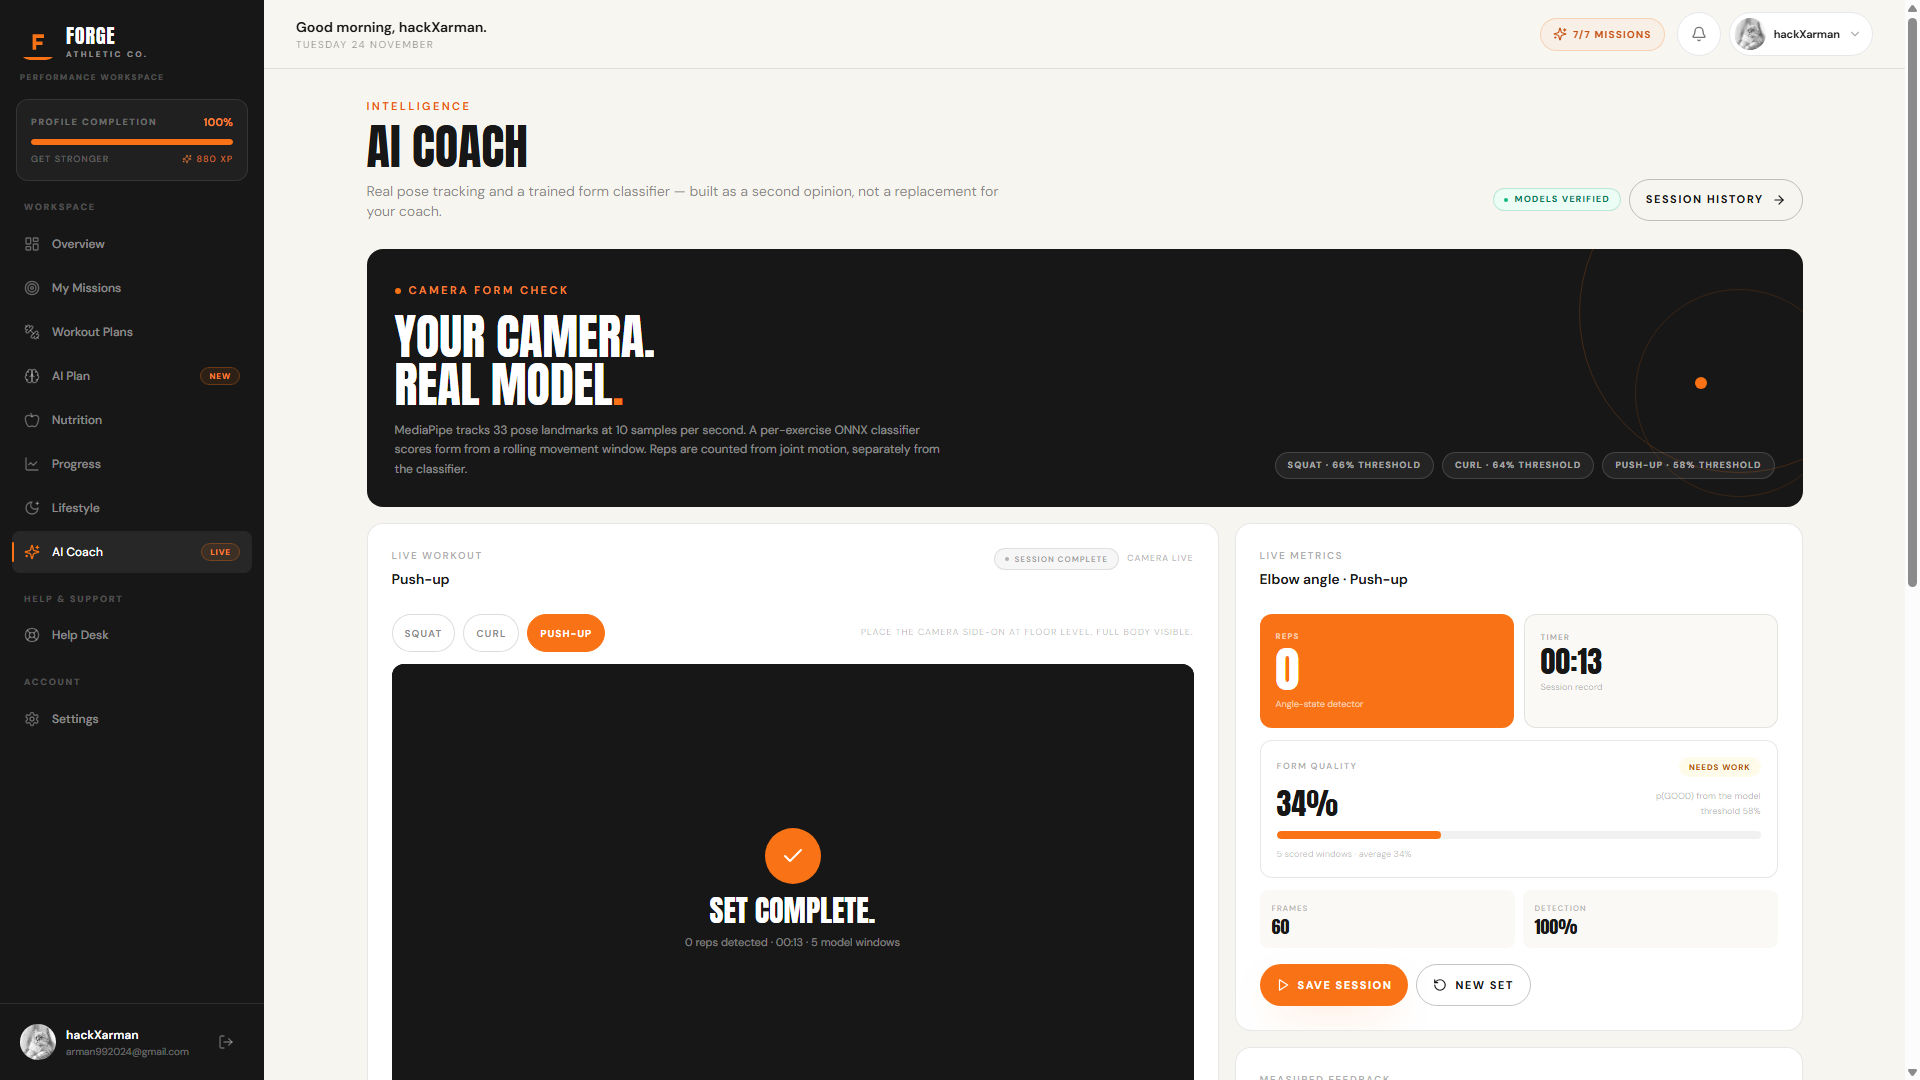 F
FORGE
ATHLETIC CO.
PERFORMANCE WORKSPACE
PROFILE COMPLETION 100%
GET STRONGER 880 XP
WORKSPACE
Overview
My Missions
Workout Plans
AI Plan NEW
Nutrition
Progress
Lifestyle
AI Coach LIVE
HELP & SUPPORT
Help Desk
ACCOUNT
Settings
hackXarman
arman992024@gmail.com
Good morning, hackXarman.
TUESDAY 24 NOVEMBER
7/7 MISSIONS
hackXarman
INTELLIGENCE
AI COACH
Real pose tracking and a trained form classifier — built as a second opinion, not a replacement for
your coach.
MODELS VERIFIED
SESSION HISTORY
CAMERA FORM CHECK
YOUR CAMERA.
REAL MODEL.
MediaPipe tracks 33 pose landmarks at 10 samples per second. A per-exercise ONNX classifier
scores form from a rolling movement window. Reps are counted from joint motion, separately from
the classifier.
SQUAT · 66% THRESHOLD
CURL · 64% THRESHOLD
PUSH-UP · 58% THRESHOLD
LIVE WORKOUT
Push-up
SESSION COMPLETE
CAMERA LIVE
SQUAT
CURL
PUSH-UP
PLACE THE CAMERA SIDE-ON AT FLOOR LEVEL, FULL BODY VISIBLE.
SET COMPLETE.
0 reps detected · 00:13 · 5 model windows
LIVE METRICS
Elbow angle · Push-up
REPS
0
Angle-state detector
TIMER
00:13
Session record
FORM QUALITY
NEEDS WORK
34%
p(GOOD) from the model
threshold 58%
5 scored windows · average 34%
FRAMES
60
DETECTION
100%
SAVE SESSION
NEW SET
MEASURED FEEDBACK